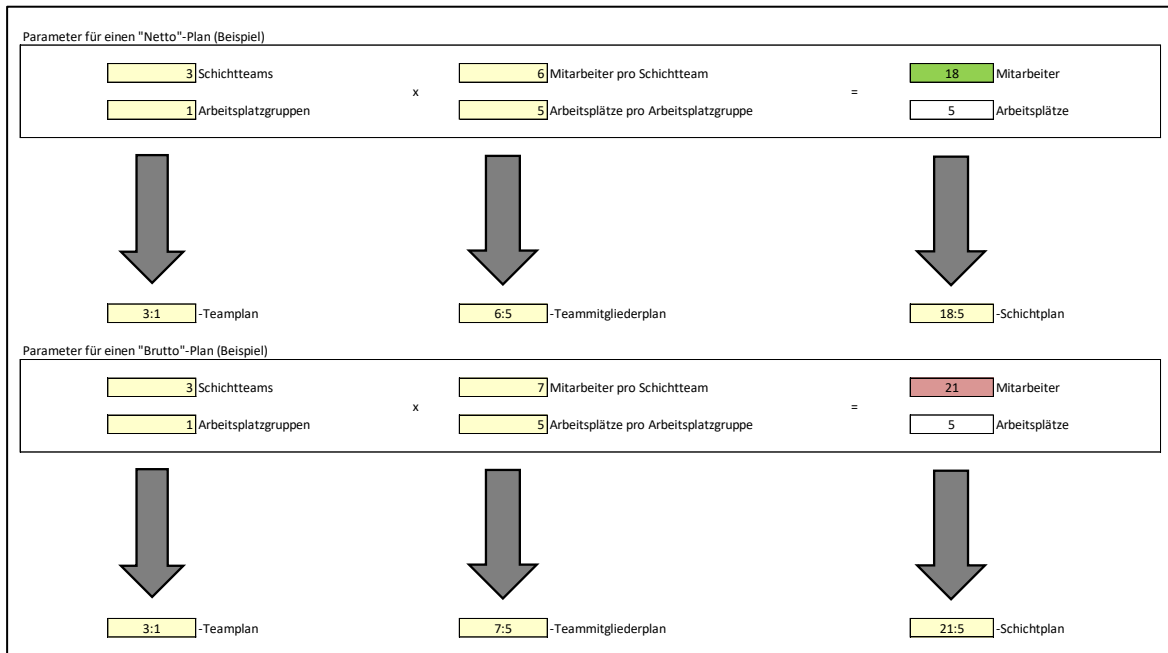 Parameter für einen "Netto"-Plan (Beispiel)
3 Schichtteams 6 Mitarbeiter pro Schichtteam 18 Mitarbeiter
x =
1 Arbeitsplatzgruppen 5 Arbeitsplätze pro Arbeitsplatzgruppe 5 Arbeitsplätze
3:1 -Teamplan 6:5 -Teammitgliederplan 18:5 -Schichtplan
Parameter für einen "Brutto"-Plan (Beispiel)
3 Schichtteams 7 Mitarbeiter pro Schichtteam 21 Mitarbeiter
x =
1 Arbeitsplatzgruppen 5 Arbeitsplätze pro Arbeitsplatzgruppe 5 Arbeitsplätze
3:1 -Teamplan 7:5 -Teammitgliederplan 21:5 -Schichtplan